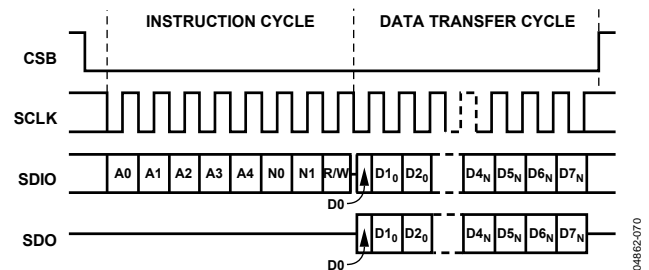 INSTRUCTION CYCLE DATA TRANSFER CYCLE
CSB
SCLK
SDIO A0 A1 A2 A3 A4 N0 N1 R/W D1₀ D2₀ D4N D5N D6N D7N
D0
SDO D1₀ D2₀ D4N D5N D6N D7N
D0
04862-070